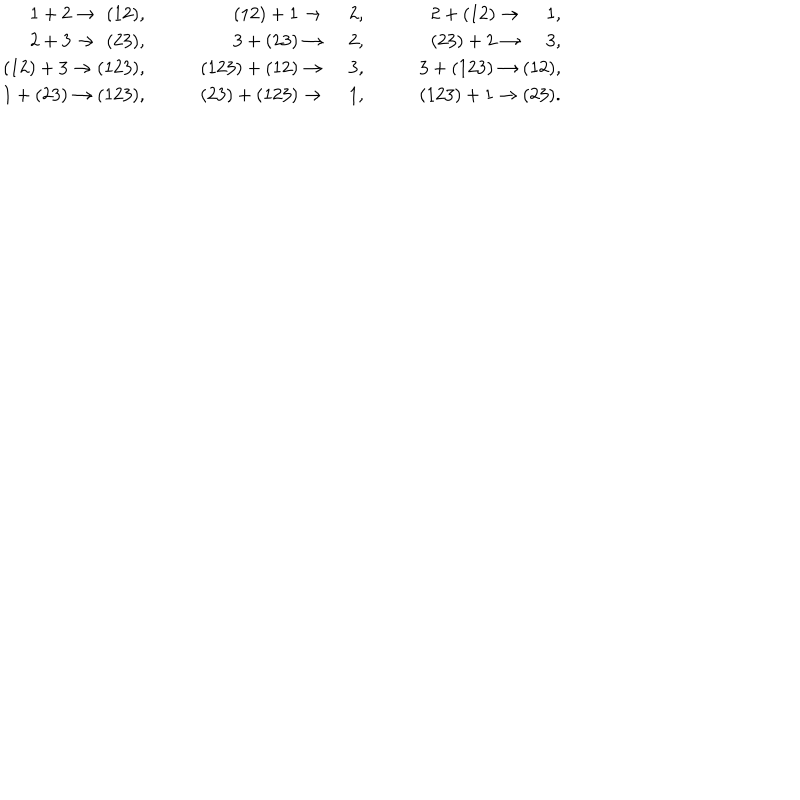 1 + 2 → (12), (12) + 1 → 2, 2 + (12) → 1,
2 + 3 → (23), 3 + (23) → 2, (23) + 2 → 3,
(12) + 3 → (123), (123) + (12) → 3, 3 + (123) → (12),
1 + (23) → (123), (23) + (123) → 1, (123) + 1 → (23).